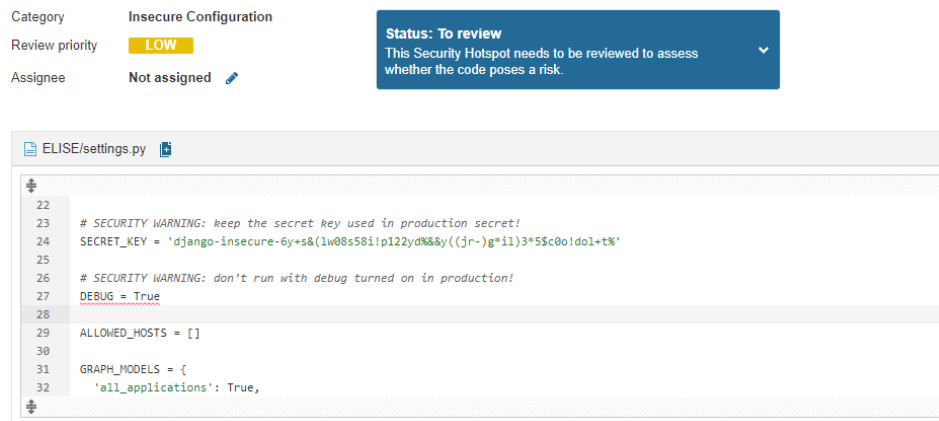 Category Insecure Configuration
Review priority LOW
Assignee Not assigned
Status: To review
This Security Hotspot needs to be reviewed to assess
whether the code poses a risk.
ELISE/settings.py
22
23 # SECURITY WARNING: keep the secret key used in production secret!
24 SECRET_KEY = 'django-insecure-6y+s&(lw08s58i!p122yd%&&y((jr-)g*il)3*5$c0o!dol+t%'
25
26 # SECURITY WARNING: don't run with debug turned on in production!
27 DEBUG = True
28
29 ALLOWED_HOSTS = []
30
31 GRAPH_MODELS = {
32 'all_applications': True,